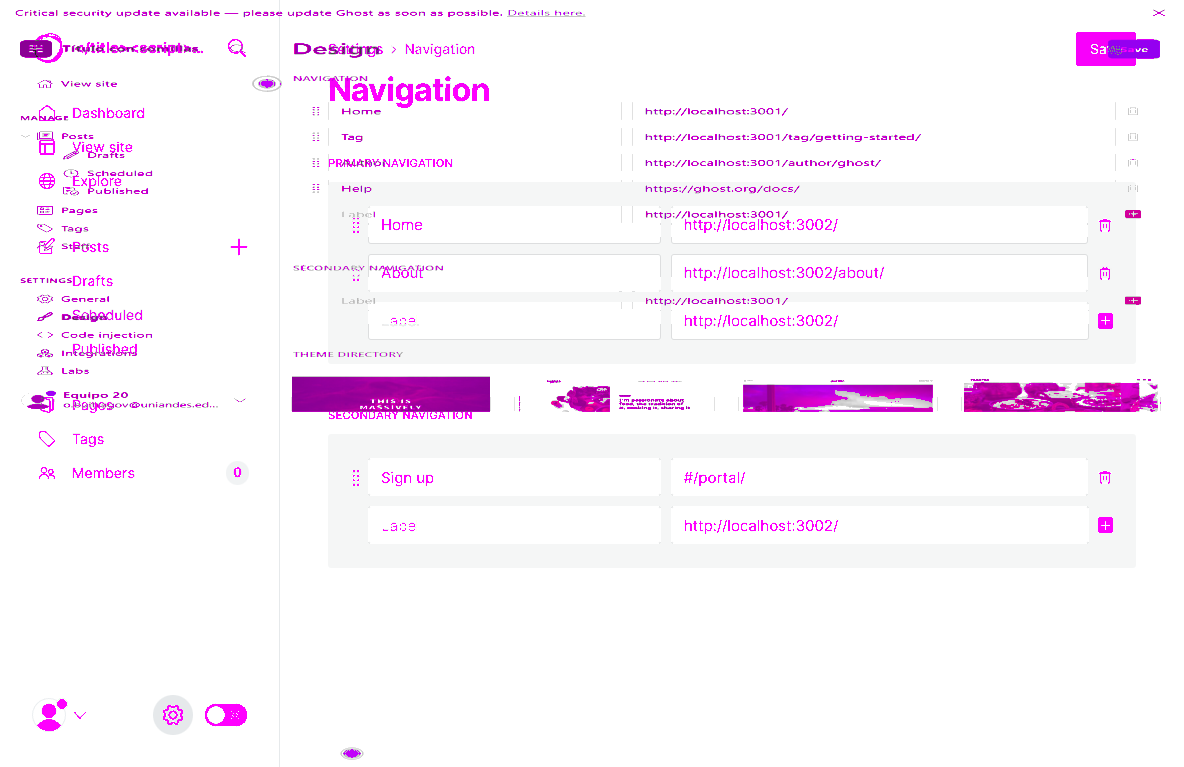 Critical security update available — please update Ghost as soon as possible. Details here.
Design
Settings › Navigation
Save
View site
NAVIGATION
Navigation
Dashboard
MANAGE
Home
http://localhost:3001/
Posts
Tag
http://localhost:3001/tag/getting-started/
View site
Drafts
PRIMARY NAVIGATION
http://localhost:3001/author/ghost/
Scheduled
Explore
Published
Help
https://ghost.org/docs/
Pages
Label
http://localhost:3001/
Tags
Home
http://localhost:3002/
Posts
SECONDARY NAVIGATION
About
http://localhost:3002/about/
SETTINGS
Drafts
General
Label
http://localhost:3001/
Design
Scheduled
http://localhost:3002/
Code injection
Integrations
Published
THEME DIRECTORY
Labs
Equipo 20
THIS IS
MASSIVELY
Pages
SECONDARY NAVIGATION
Tags
Members
0
Sign up
#/portal/
http://localhost:3002/